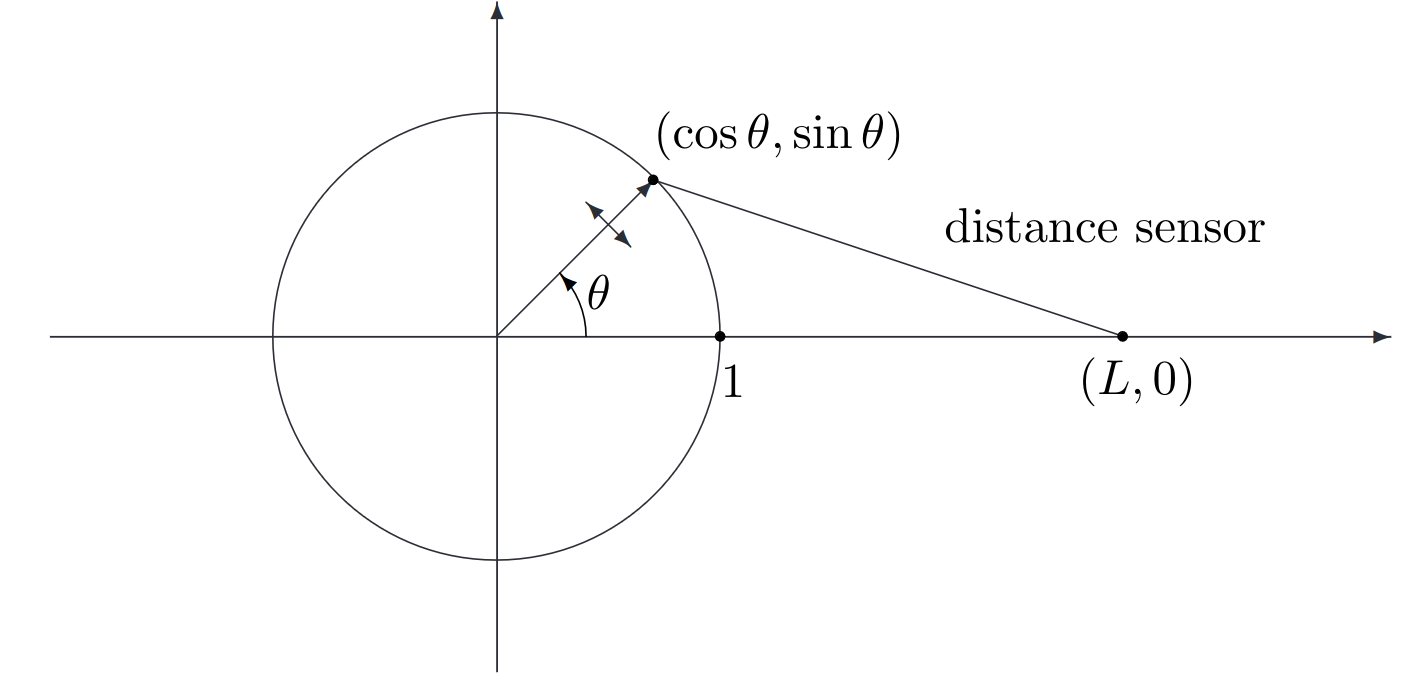 (cos θ, sin θ)
distance sensor
θ
1
(L, 0)